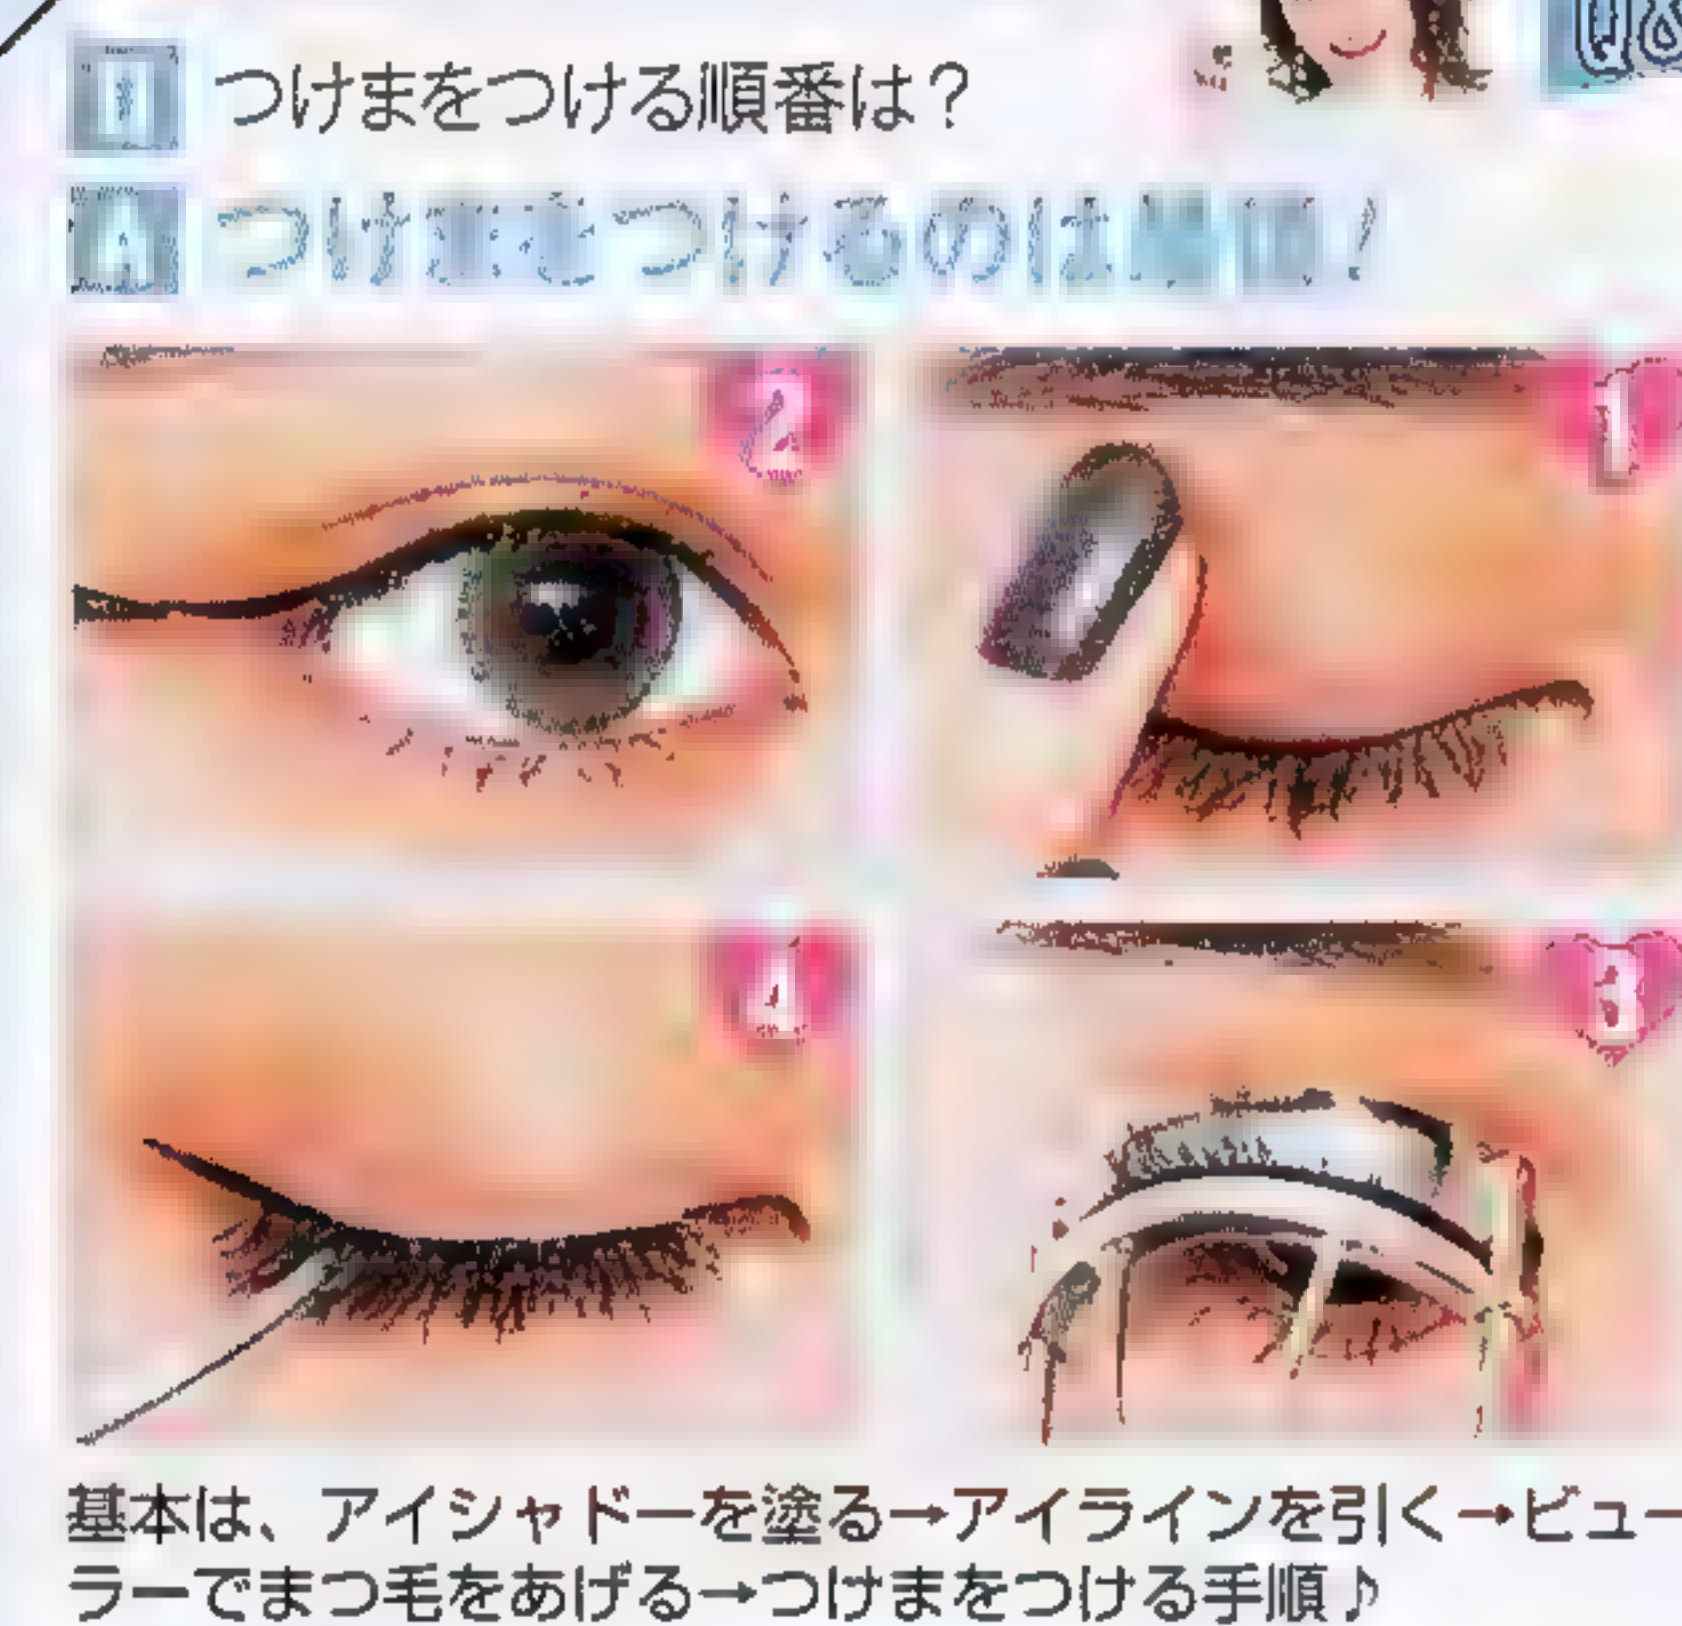 つけまをつける順番は?
A つけまをつけるのは最後!
Q&
2
1
基本は、アイシャドーを塗る→アイラインを引く→ビュー
ラーでまつ毛をあげる→つけまをつける手順♪